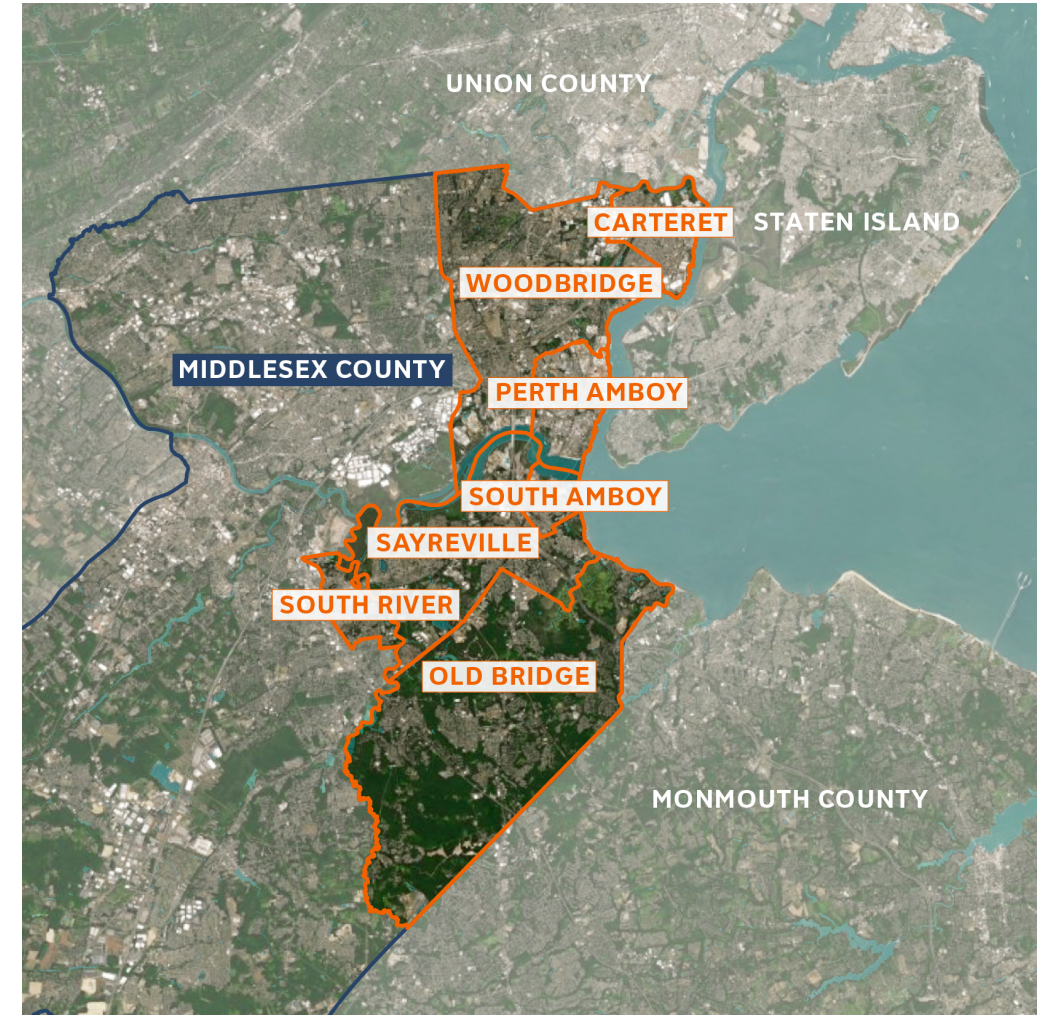 UNION COUNTY
CARTERET
STATEN ISLAND
WOODBRIDGE
MIDDLESEX COUNTY
PERTH AMBOY
SOUTH AMBOY
SAYREVILLE
SOUTH RIVER
OLD BRIDGE
MONMOUTH COUNTY